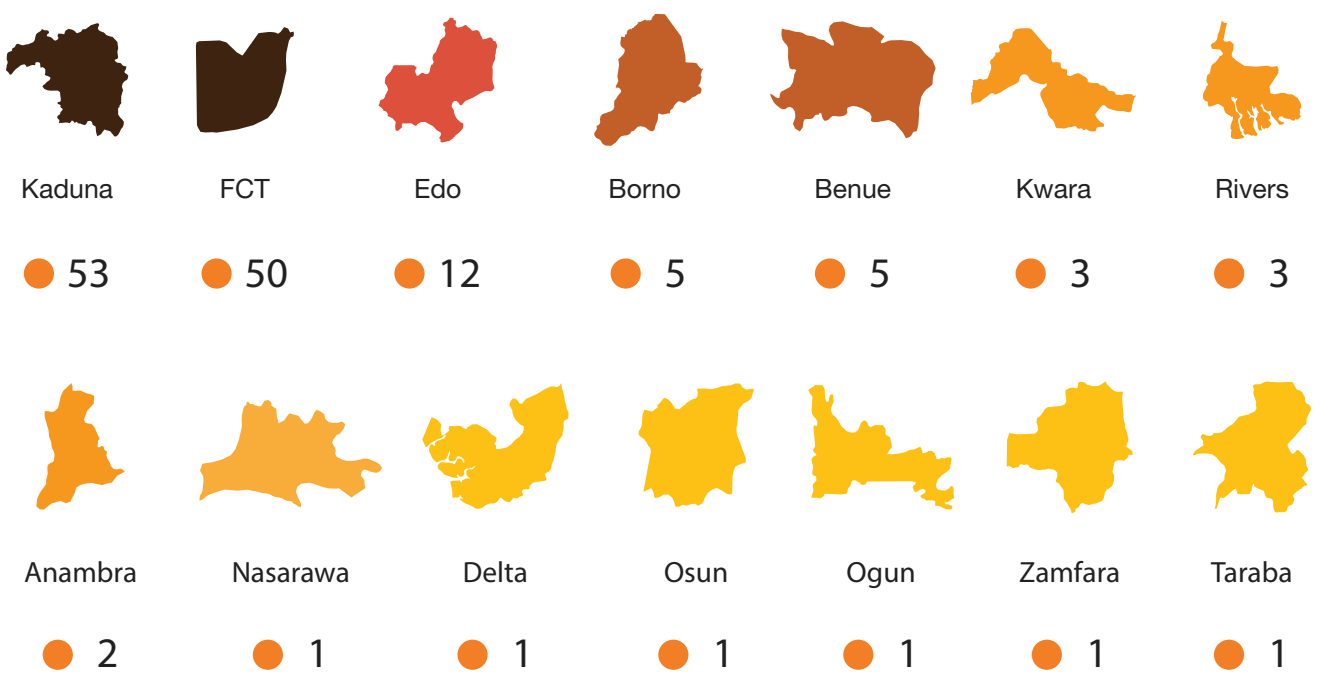 Kaduna FCT Edo Borno Benue Kwara Rivers
53 50 12 5 5 3 3
Anambra Nasarawa Delta Osun Ogun Zamfara Taraba
2 1 1 1 1 1 1